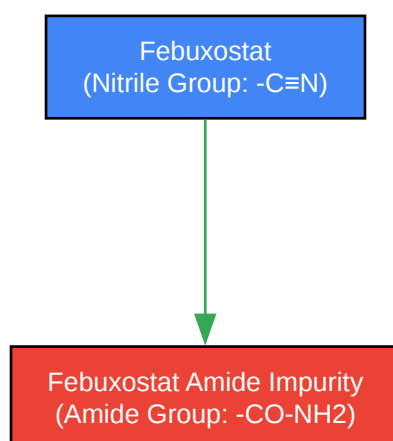 Febuxostat
(Nitrile Group: -C≡N)
Febuxostat Amide Impurity
(Amide Group: -CO-NH2)